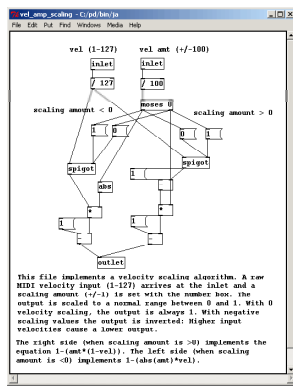 vel_amp_scaling - C:/pd/bin/ja
File Edit Put Find Windows Media Help
vel (1-127) vel amt (+/-100)
inlet inlet
/ 127 / 100
moses 0
scaling amount < 0 scaling amount > 0
1 0 0 1
spigot spigot
abs 1
-
* *
1 1
- -
outlet
This file implements a velocity scaling algorithm. A raw
MIDI velocity input (1-127) arrives at the inlet and a
scaling amount (+/-1) is set with the number box. The
output is scaled to a normal range between 0 and 1. With 0
velocity scaling, the output is always 1. With negative
scaling values the output is inverted: Higher input
velocities cause a lower output.
The right side (when scaling amount is >0) implements the
equation 1-(amt*(1-vel)). The left side (when scaling
amount is <0) implements 1-(abs(amt)*vel).